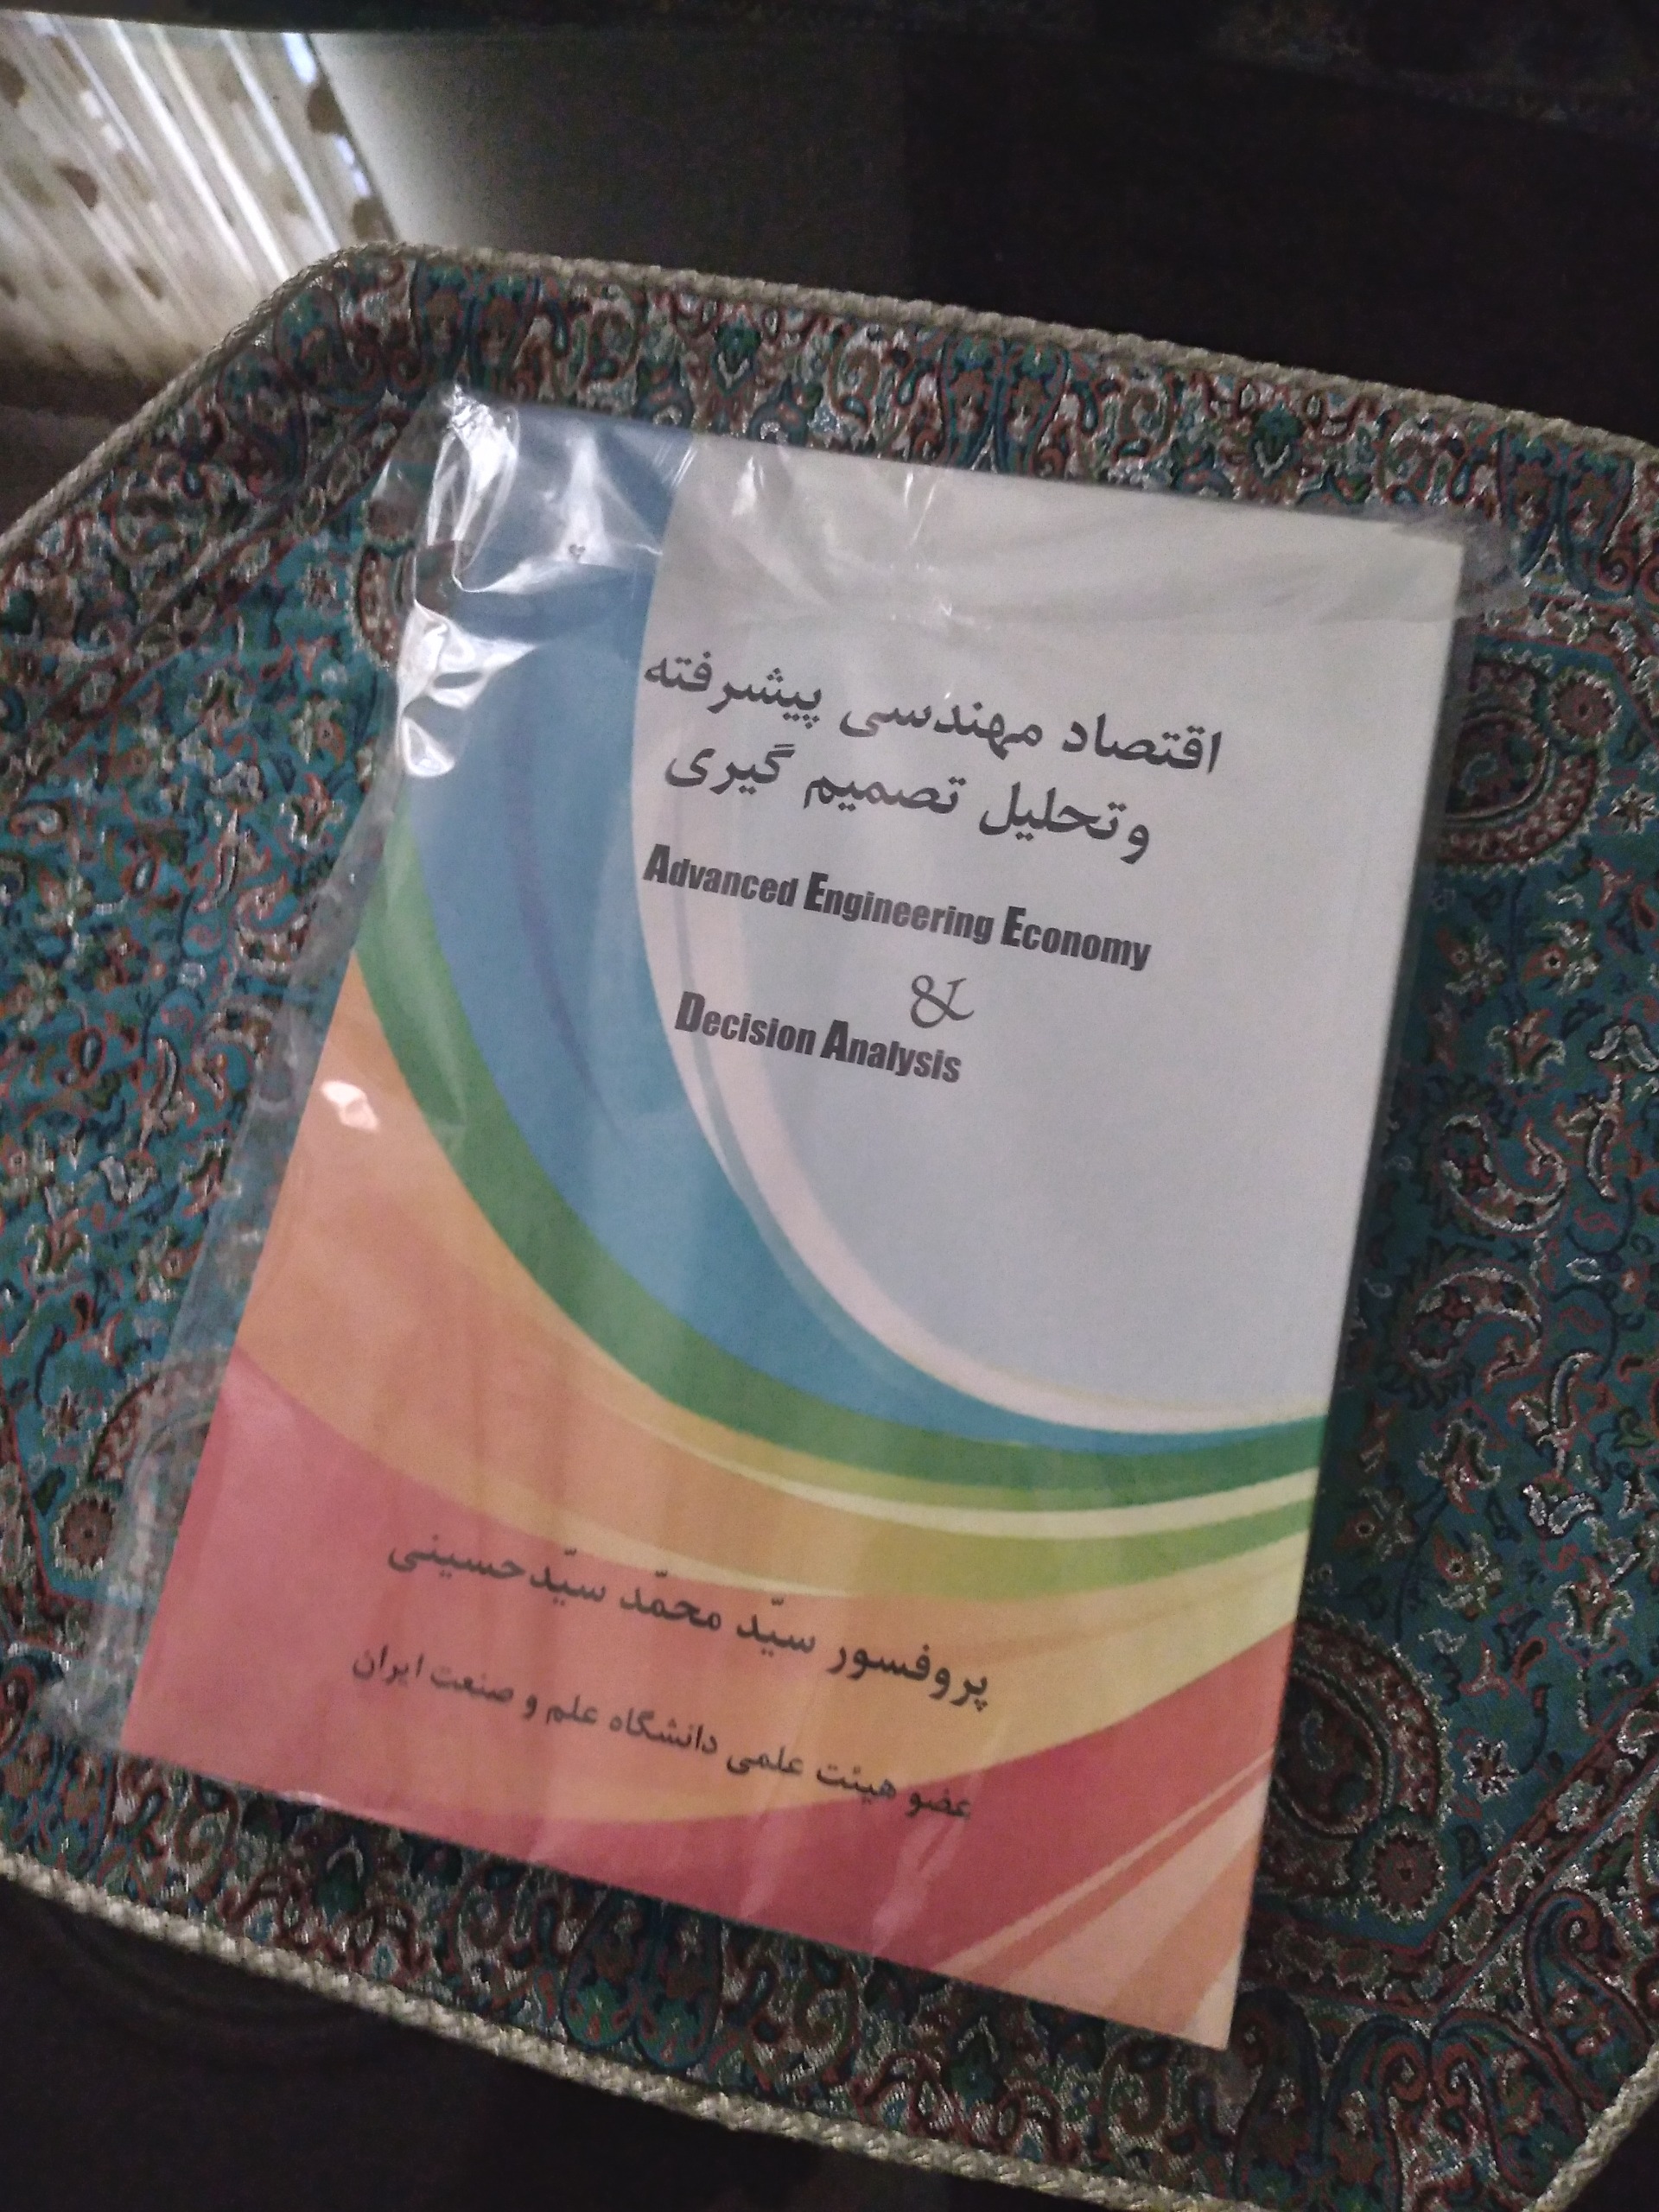 اقتصاد مهندسی پیشرفته
وتحلیل تصمیم گیری
Advanced Engineering Economy
&
Decision Analysis
پروفسور سیّد محمّد سیّدحسینی
عضو هیئت علمی دانشگاه علم و صنعت ایران